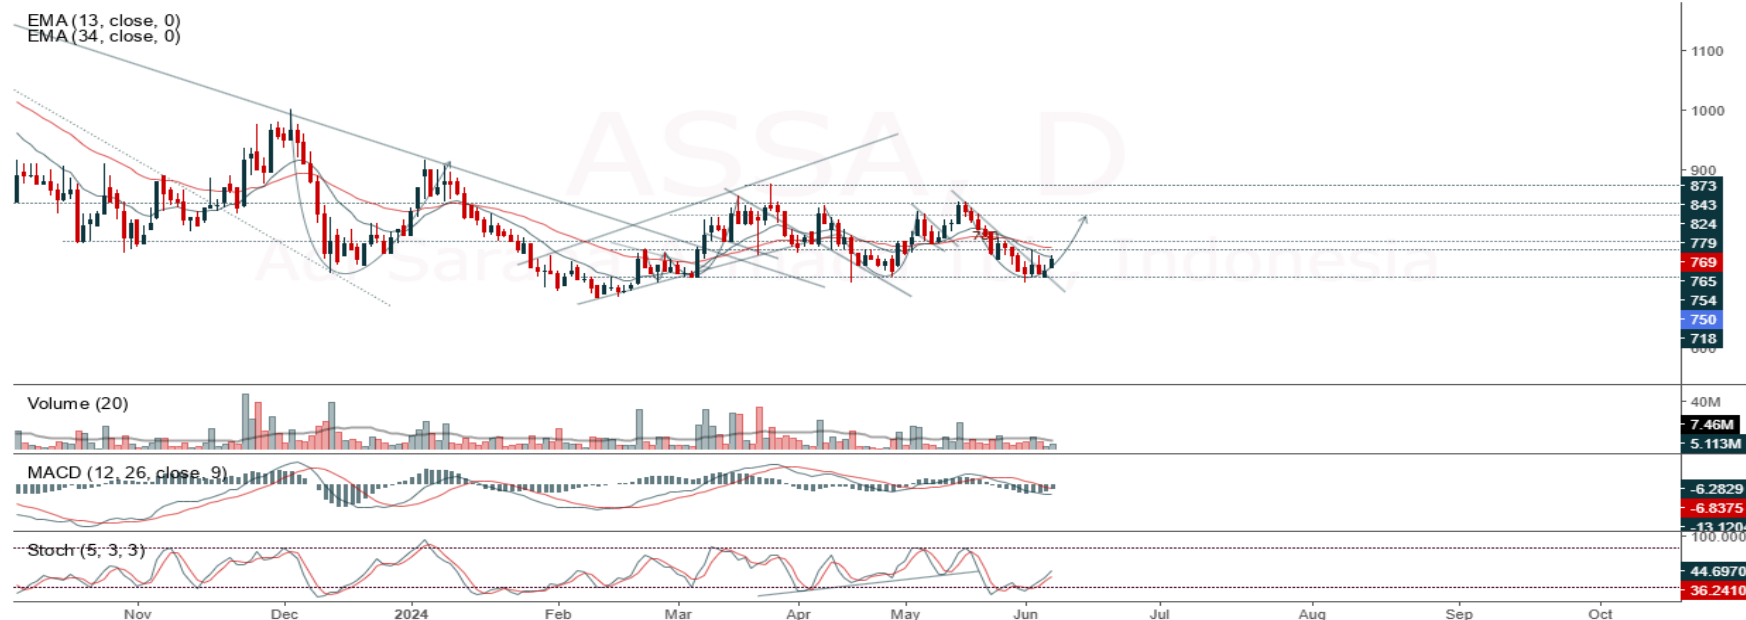 EMA (13, close, 0)
EMA (34, close, 0)
ASSA, D
Indonesia
1100
1000
900
873
843
824
779
769
765
754
750
718
600
Volume (20)
40M
7.46M
5.113M
MACD (12, 26, close, 9)
-6.2829
-6.8375
-13.1204
100.000
Stoch (5, 3, 3)
44.6970
36.2410
Nov Dec 2024 Feb Mar Apr May Jun Jul Aug Sep Oct